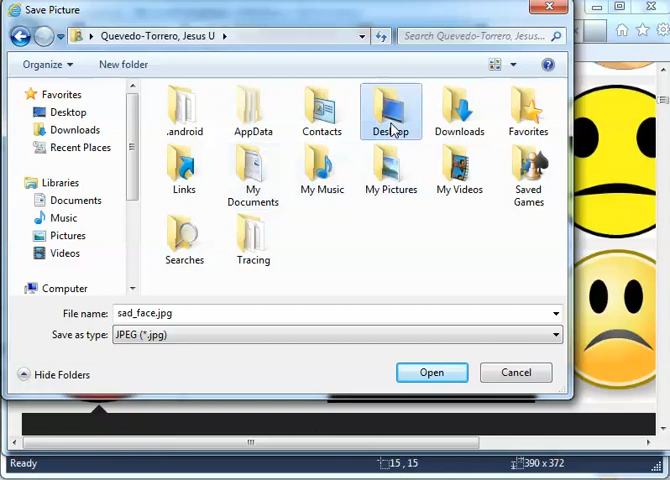 Save Picture
Quevedo-Torrero, Jesus U
Search Quevedo-Torrero, Jesus...
Organize
New folder
Favorites
Desktop
Downloads
Recent Places
Libraries
Documents
Music
Pictures
Videos
Computer
.android
AppData
Contacts
Desktop
Downloads
Favorites
Links
My Documents
My Music
My Pictures
My Videos
Saved Games
Searches
Tracing
File name:
sad_face.jpg
Save as type:
JPEG (*.jpg)
Hide Folders
Open
Cancel
Ready
15 , 15
390 x 372